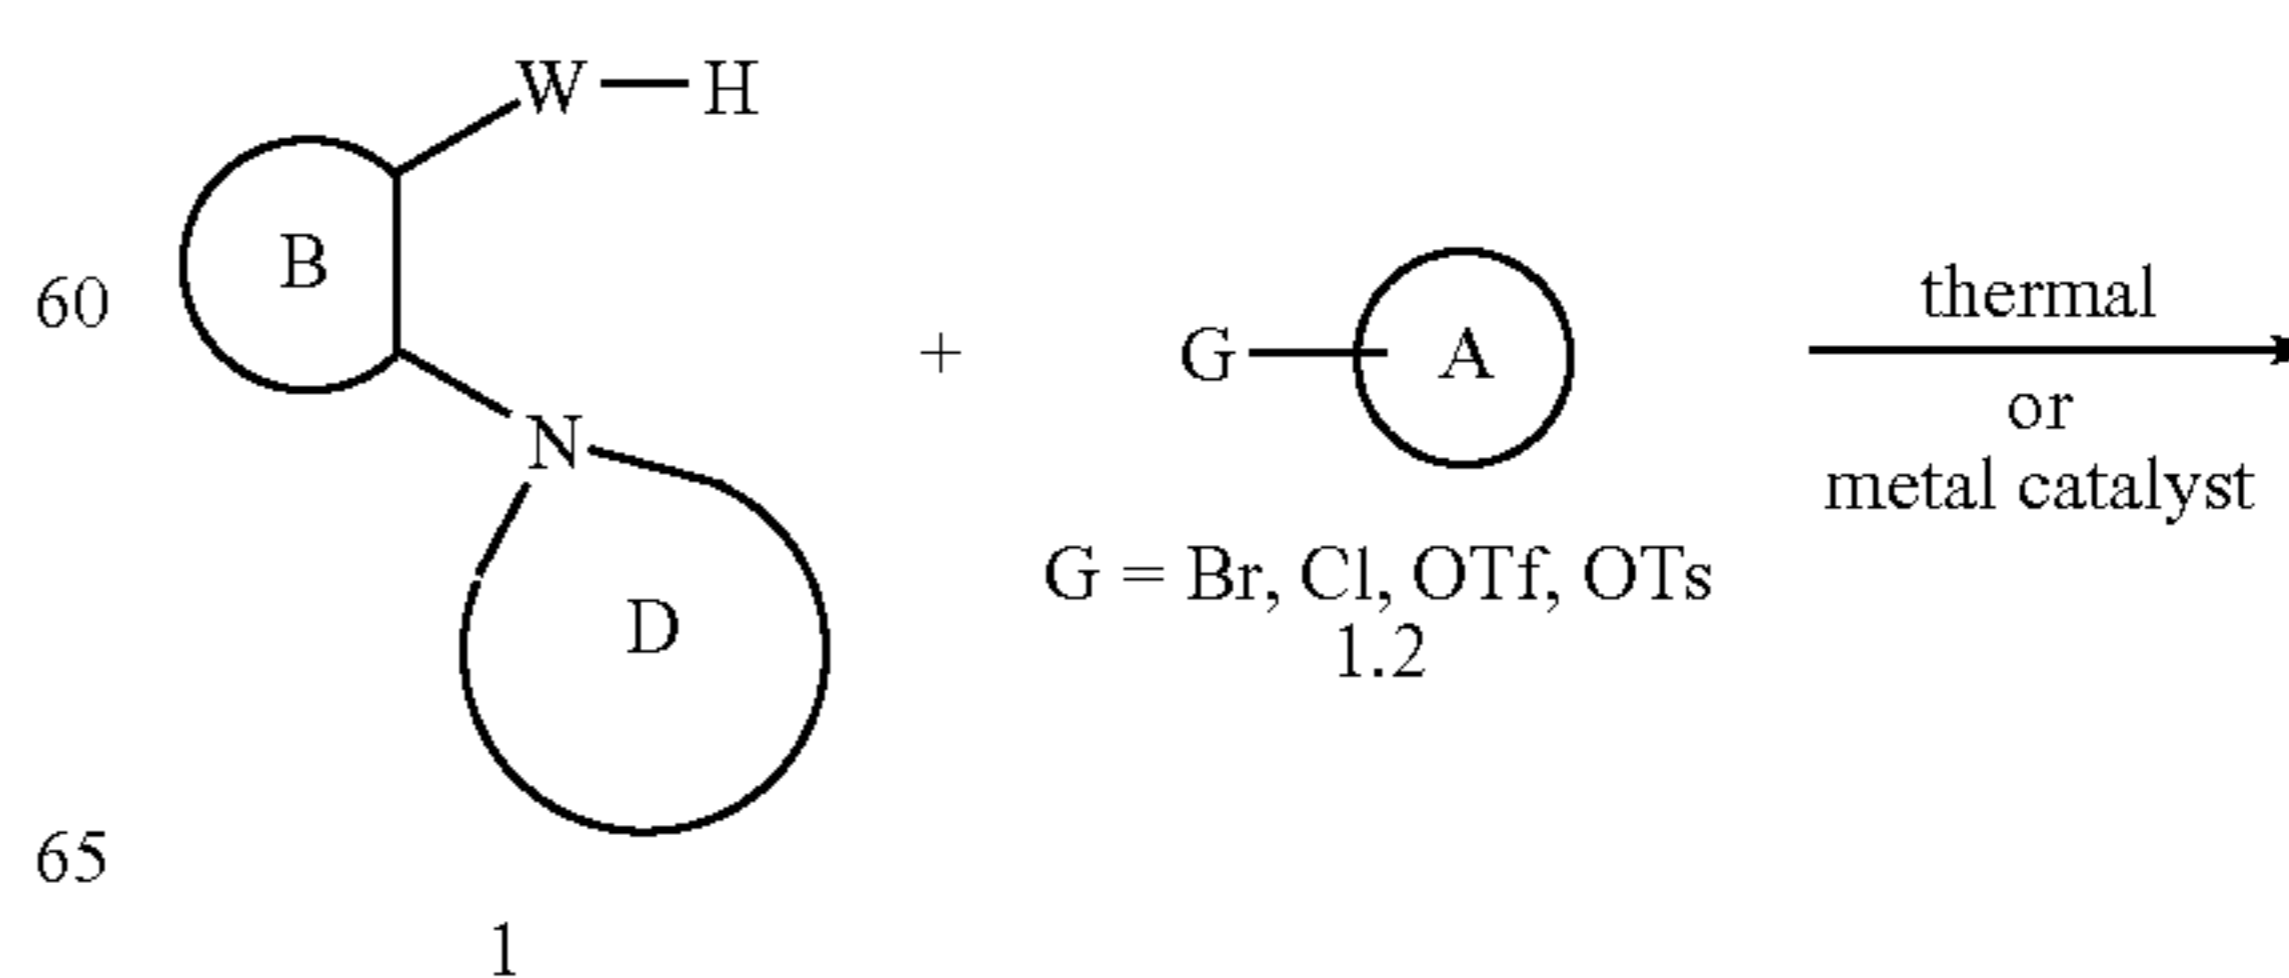 W — H
B
60
+
G — A
thermal
or
metal catalyst
N
G = Br, Cl, OTf, OTs
1.2
D
65
1